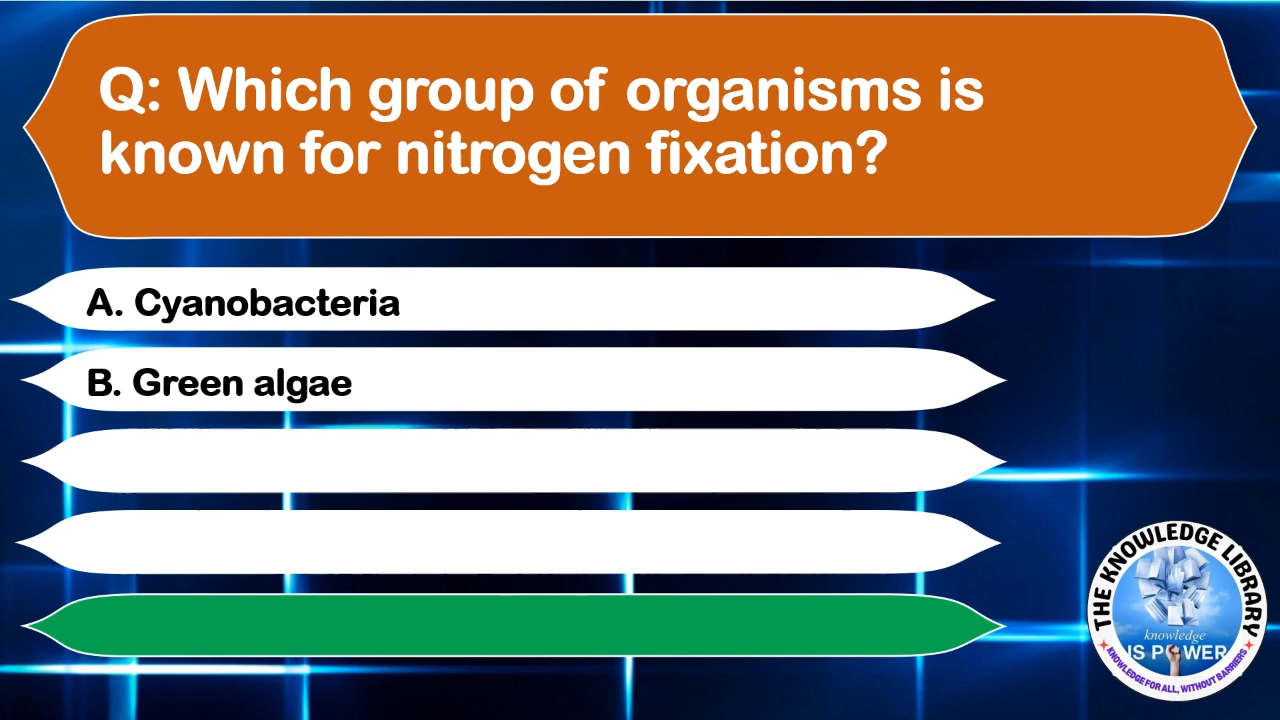 Q: Which group of organisms is
known for nitrogen fixation?
A. Cyanobacteria
B. Green algae
THE KNOWLEDGE LIBRARY
knowledge
IS POWER
KNOWLEDGE FOR ALL, WITHOUT BARRIERS